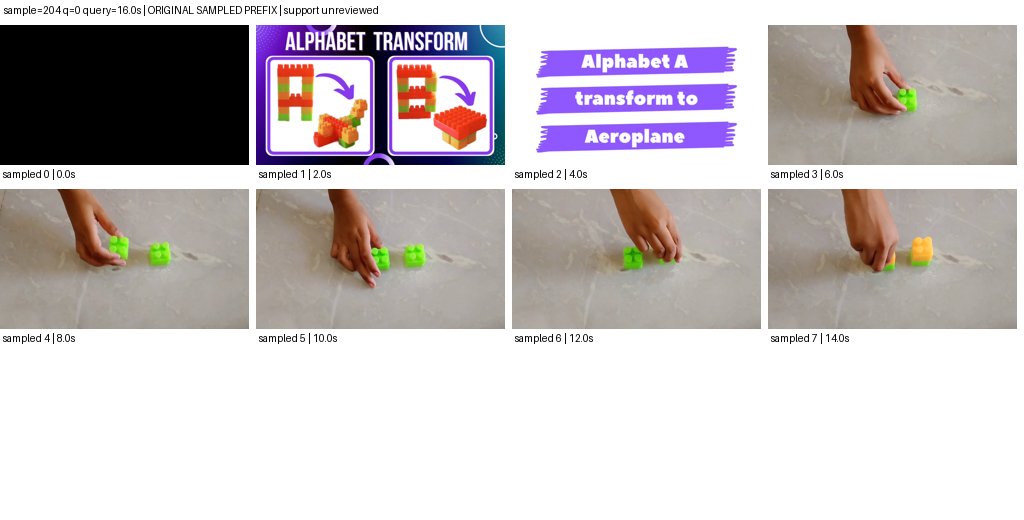 sample=204 q=0 query=16.0s | ORIGINAL SAMPLED PREFIX | support unreviewed
ALPHABET TRANSFORM
Alphabet A
transform to
Aeroplane
sampled 0 | 0.0s
sampled 1 | 2.0s
sampled 2 | 4.0s
sampled 3 | 6.0s
sampled 4 | 8.0s
sampled 5 | 10.0s
sampled 6 | 12.0s
sampled 7 | 14.0s